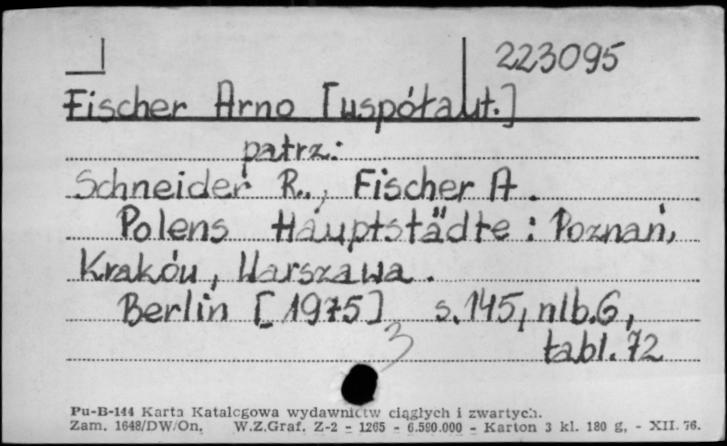 223095
Fischer Arno [współaut.]
patrz:
Schneider R., Fischer A.
Polens Hauptstädte: Poznań,
Kraków, Warszawa.
Berlin [1975] s.145, nlb.6,
tabl. 72
3
Pu-B-144 Karta Katalogowa wydawnictw ciągłych i zwartych.
Zam. 1648/DW/On. W.Z.Graf. Z-2 - 1265 - 6.590.000 - Karton 3 kl. 180 g. - XII. 76.